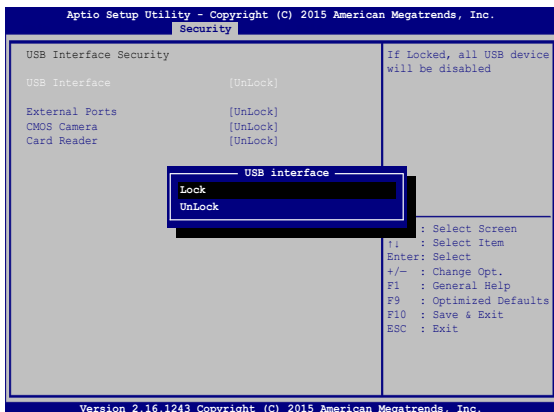 Aptio Setup Utility - Copyright (C) 2015 American Megatrends, Inc.
Security
USB Interface Security
USB Interface [UnLock]
External Ports [UnLock]
CMOS Camera [UnLock]
Card Reader [UnLock]
USB interface
Lock
UnLock
If Locked, all USB device
will be disabled
: Select Screen
↑↓ : Select Item
Enter: Select
+/— : Change Opt.
F1 : General Help
F9 : Optimized Defaults
F10 : Save & Exit
ESC : Exit
Version 2.16.1243 Copyright (C) 2015 American Megatrends, Inc.